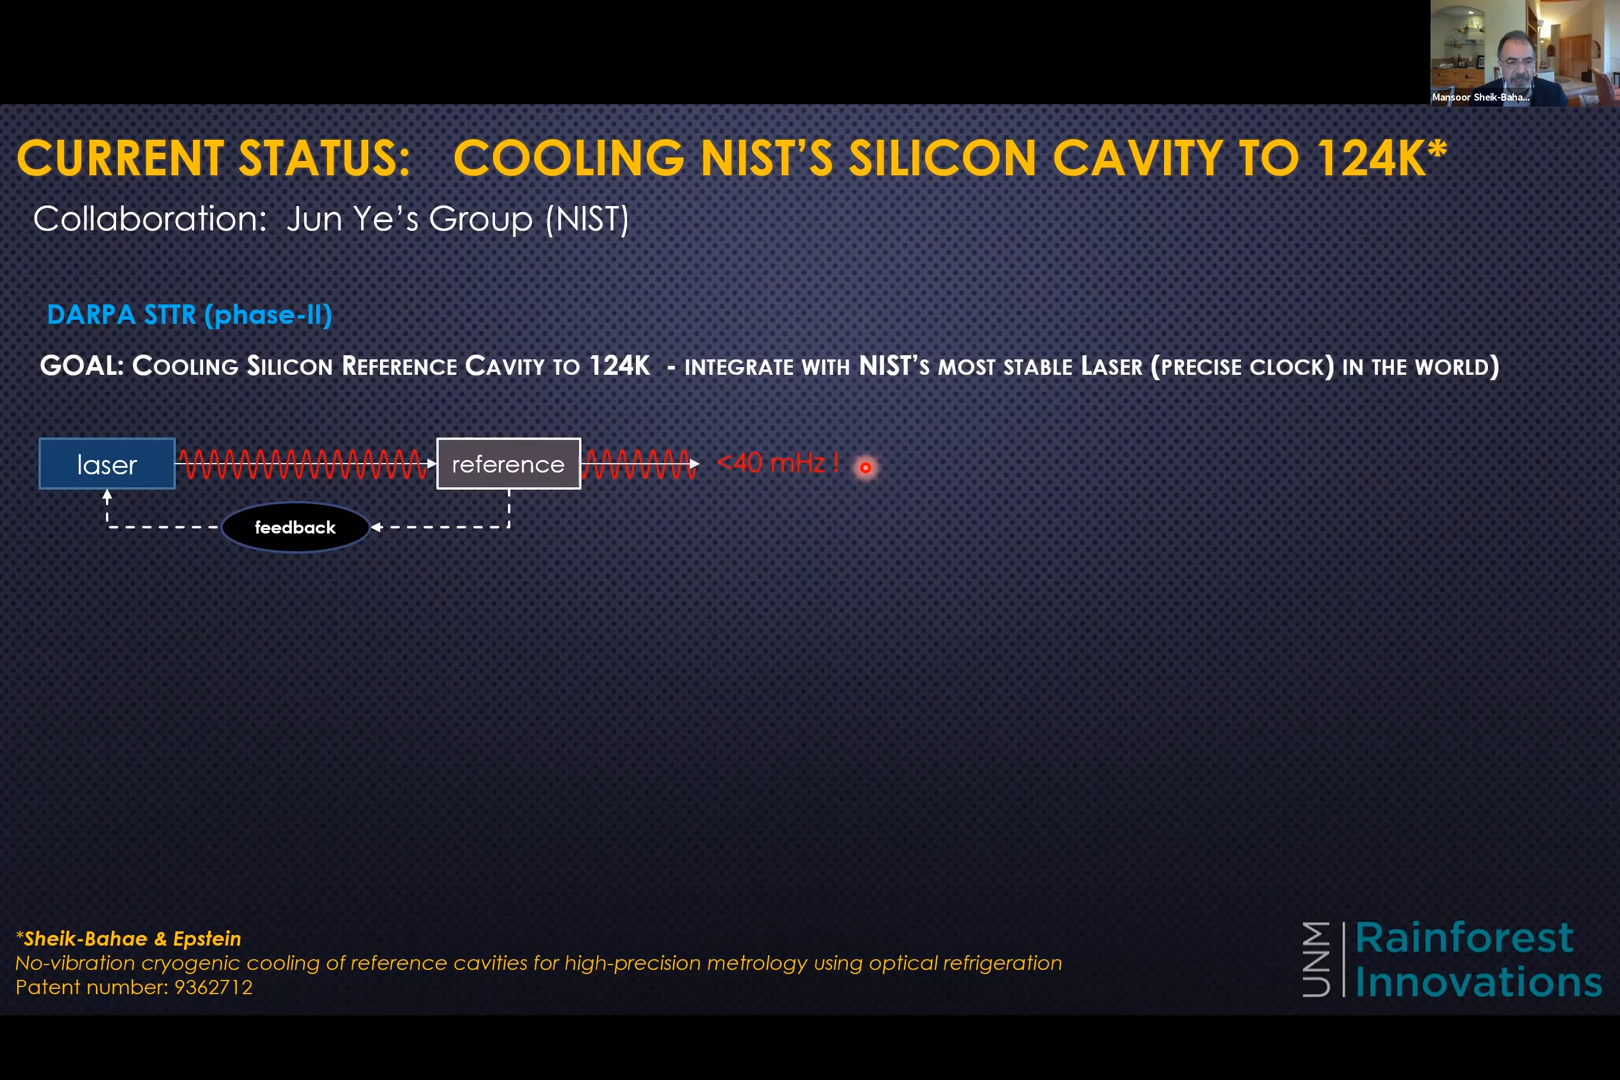 Mansoor Sheik-Baha...
CURRENT STATUS: COOLING NIST'S SILICON CAVITY TO 124K*
Collaboration: Jun Ye's Group (NIST)
DARPA STTR (phase-II)
GOAL: COOLING SILICON REFERENCE CAVITY TO 124K - INTEGRATE WITH NIST'S MOST STABLE LASER (PRECISE CLOCK) IN THE WORLD)
laser
reference
<40 mHz !
feedback
*Sheik-Bahae & Epstein
No-vibration cryogenic cooling of reference cavities for high-precision metrology using optical refrigeration
Patent number: 9362712
UNM
Rainforest
Innovations